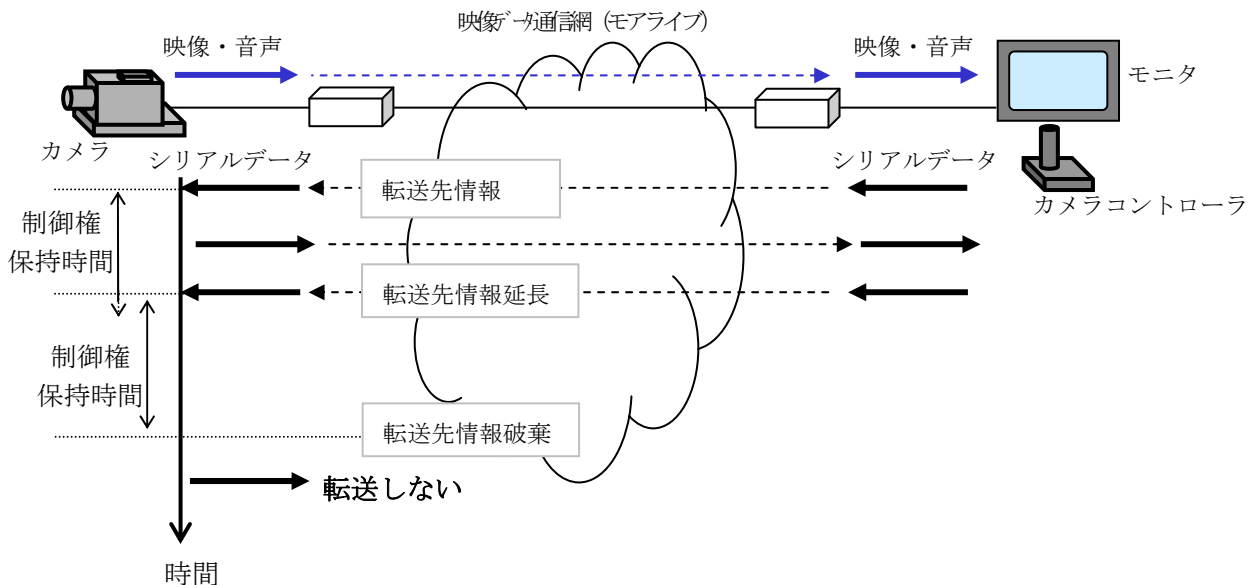 映像データ通信網（モアライブ）
映像・音声
映像・音声
モニタ
カメラ
シリアルデータ
シリアルデータ
カメラコントローラ
転送先情報
制御権
保持時間
転送先情報延長
制御権
保持時間
転送先情報破棄
転送しない
時間